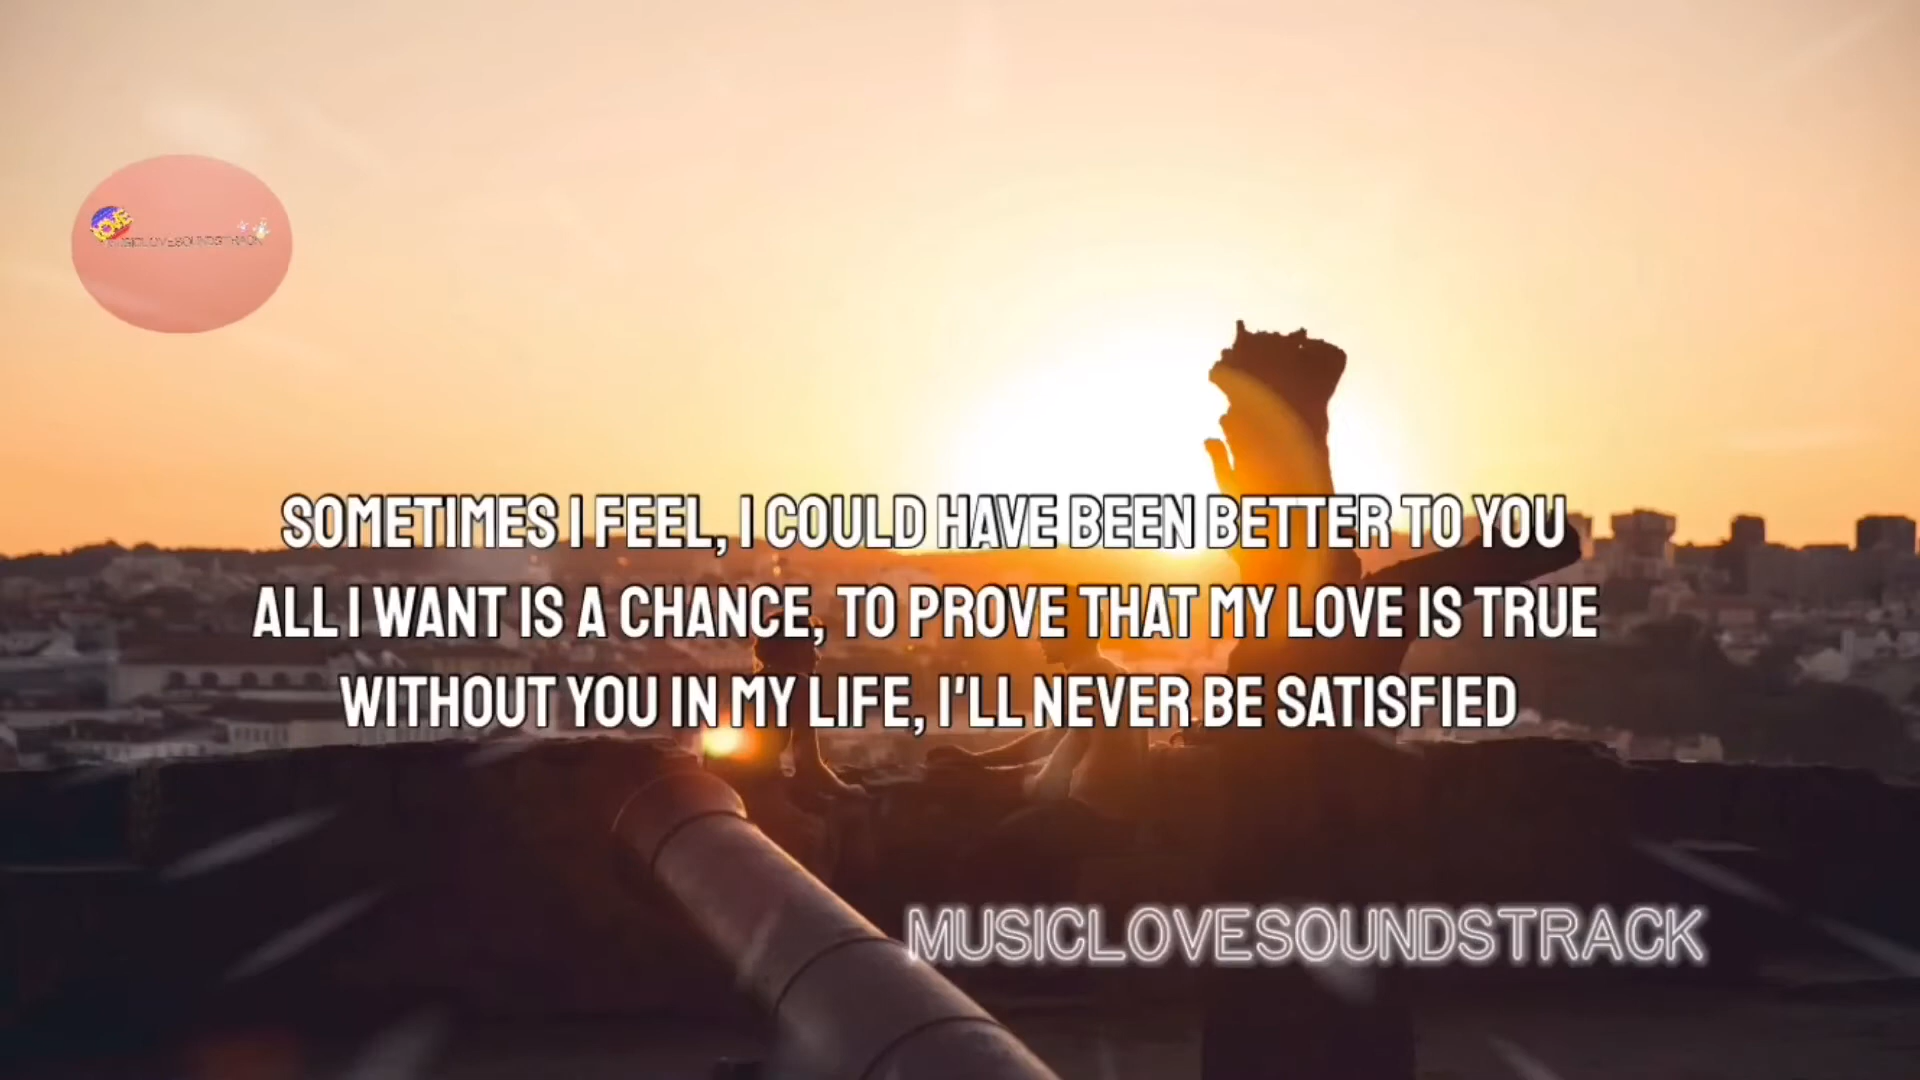 MUSICLOVESOUNDSTRACK
SOMETIMES I FEEL, I COULD HAVE BEEN BETTER TO YOU
ALL I WANT IS A CHANCE, TO PROVE THAT MY LOVE IS TRUE
WITHOUT YOU IN MY LIFE, I'LL NEVER BE SATISFIED
MUSICLOVESOUNDSTRACK